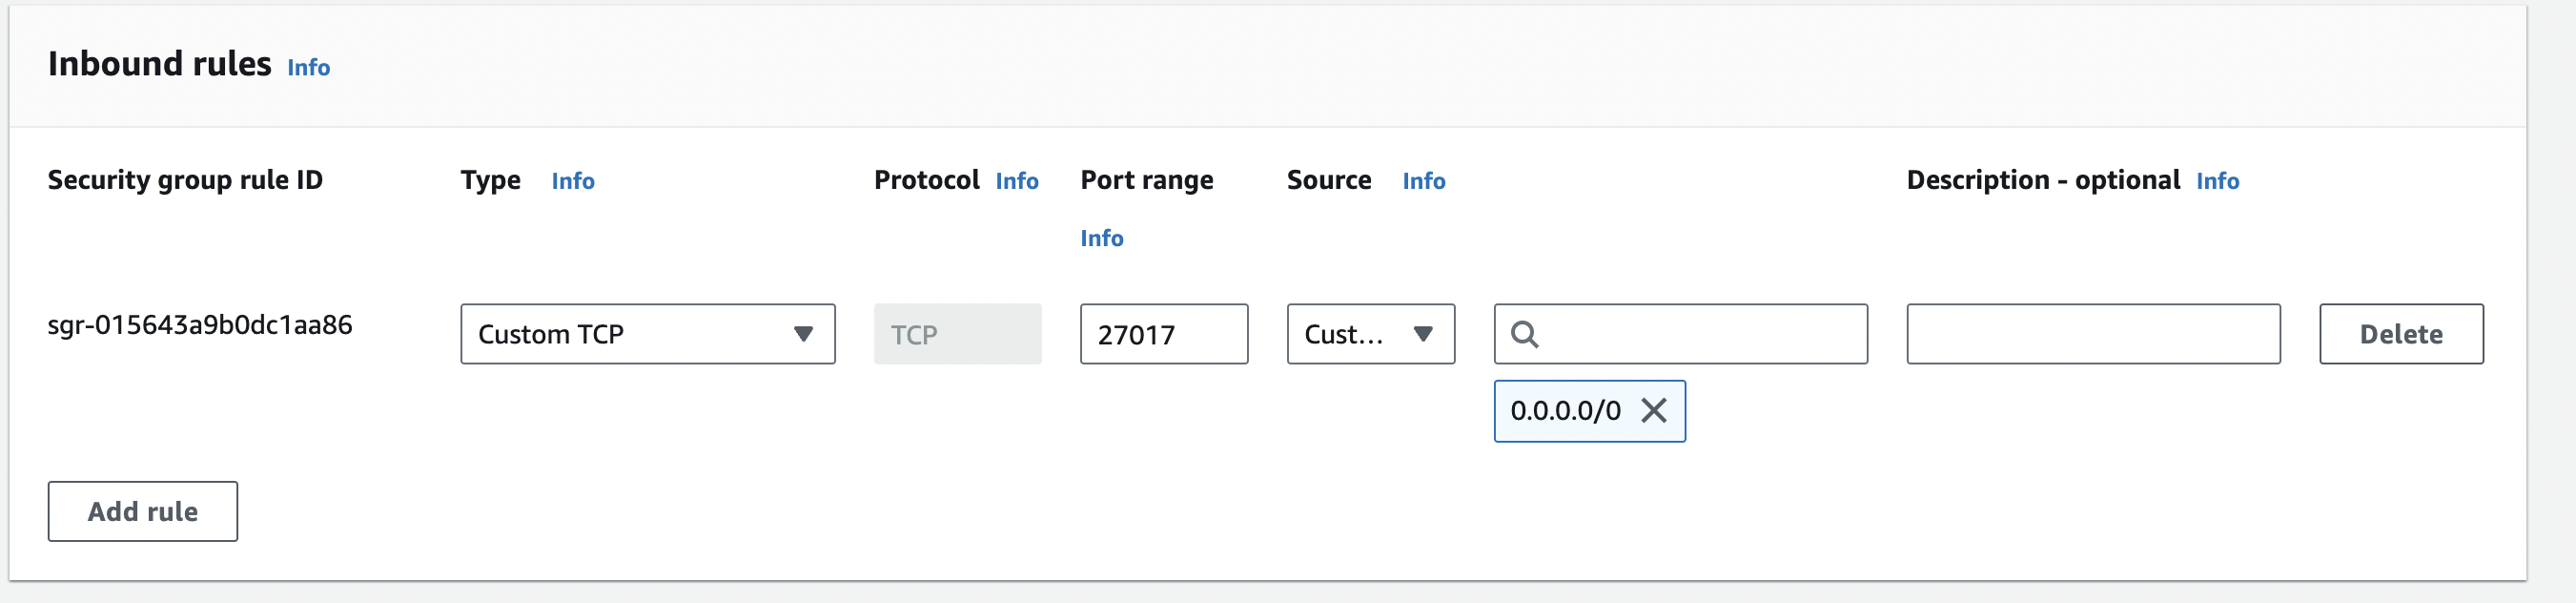 Inbound rules Info
Security group rule ID Type Info Protocol Info Port range Info Source Info Description - optional Info
sgr-015643a9b0dc1aa86 Custom TCP TCP 27017 Cust... Delete
0.0.0.0/0
Add rule